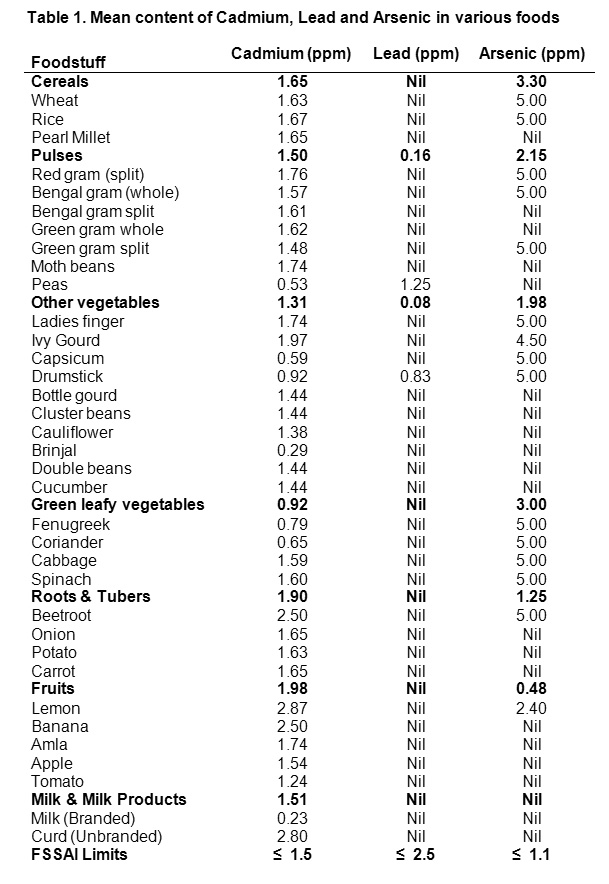 Table 1. Mean content of Cadmium, Lead and Arsenic in various foods
Foodstuff Cadmium (ppm) Lead (ppm) Arsenic (ppm)
Cereals 1.65 Nil 3.30
Wheat 1.63 Nil 5.00
Rice 1.67 Nil 5.00
Pearl Millet 1.65 Nil Nil
Pulses 1.50 0.16 2.15
Red gram (split) 1.76 Nil 5.00
Bengal gram (whole) 1.57 Nil 5.00
Bengal gram split 1.61 Nil Nil
Green gram whole 1.62 Nil Nil
Green gram split 1.48 Nil 5.00
Moth beans 1.74 Nil Nil
Peas 0.53 1.25 Nil
Other vegetables 1.31 0.08 1.98
Ladies finger 1.74 Nil 5.00
Ivy Gourd 1.97 Nil 4.50
Capsicum 0.59 Nil 5.00
Drumstick 0.92 0.83 5.00
Bottle gourd 1.44 Nil Nil
Cluster beans 1.44 Nil Nil
Cauliflower 1.38 Nil Nil
Brinjal 0.29 Nil Nil
Double beans 1.44 Nil Nil
Cucumber 1.44 Nil Nil
Green leafy vegetables 0.92 Nil 3.00
Fenugreek 0.79 Nil 5.00
Coriander 0.65 Nil 5.00
Cabbage 1.59 Nil 5.00
Spinach 1.60 Nil 5.00
Roots & Tubers 1.90 Nil 1.25
Beetroot 2.50 Nil 5.00
Onion 1.65 Nil Nil
Potato 1.63 Nil Nil
Carrot 1.65 Nil Nil
Fruits 1.98 Nil 0.48
Lemon 2.87 Nil 2.40
Banana 2.50 Nil Nil
Amla 1.74 Nil Nil
Apple 1.54 Nil Nil
Tomato 1.24 Nil Nil
Milk & Milk Products 1.51 Nil Nil
Milk (Branded) 0.23 Nil Nil
Curd (Unbranded) 2.80 Nil Nil
FSSAI Limits ≤ 1.5 ≤ 2.5 ≤ 1.1